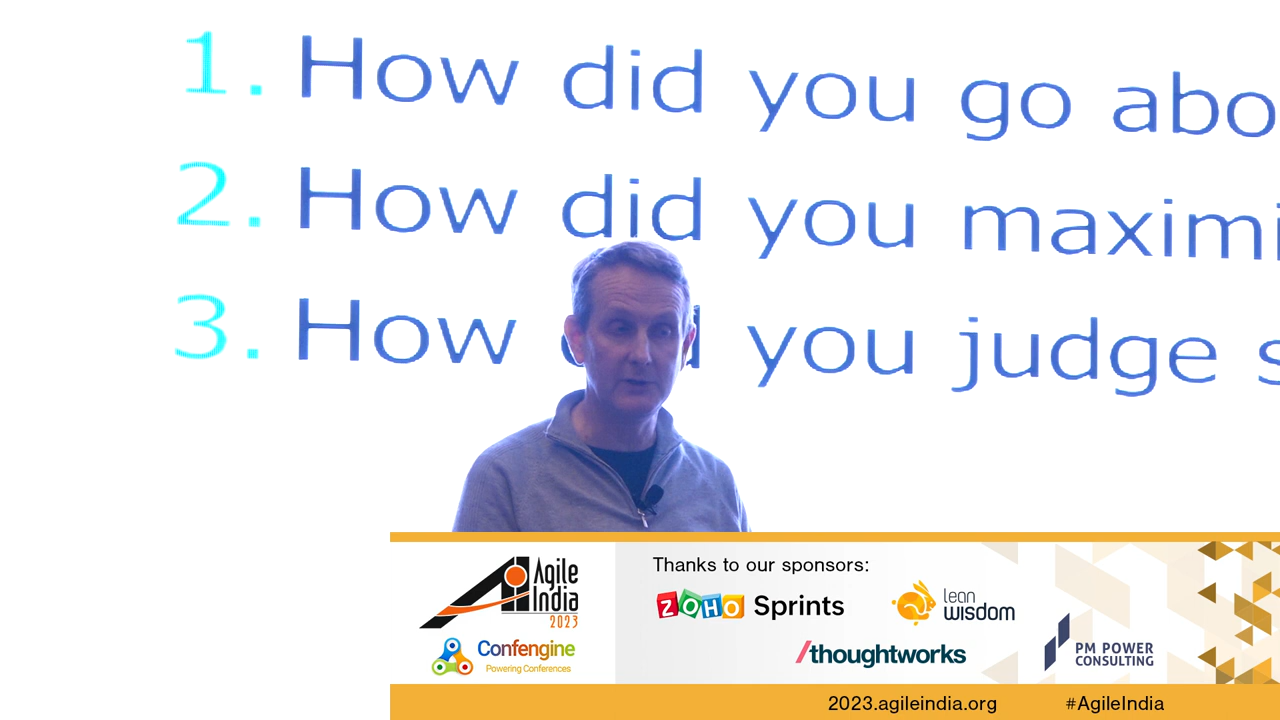 1. How did you go abo
2. How did you maximi
3. How did you judge s
Agile
India
2023
Confengine
Powering Conferences
Thanks to our sponsors:
ZOHO Sprints
lean
wisdom
/thoughtworks
PM POWER
CONSULTING
2023.agileindia.org #AgileIndia